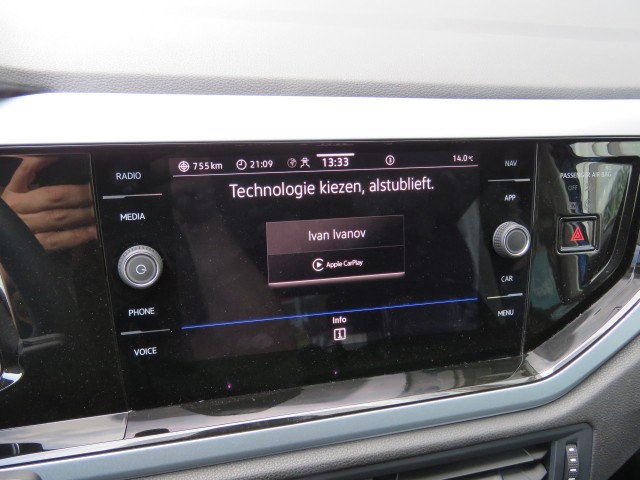 RADIO
MEDIA
PHONE
VOICE
755 km 21:09 13:33 3 14.0°C
Technologie kiezen, alstublieft.
Ivan Ivanov
Apple CarPlay
Info
i
NAV
APP
CAR
MENU
PASSENGER AIR BAG
OFF